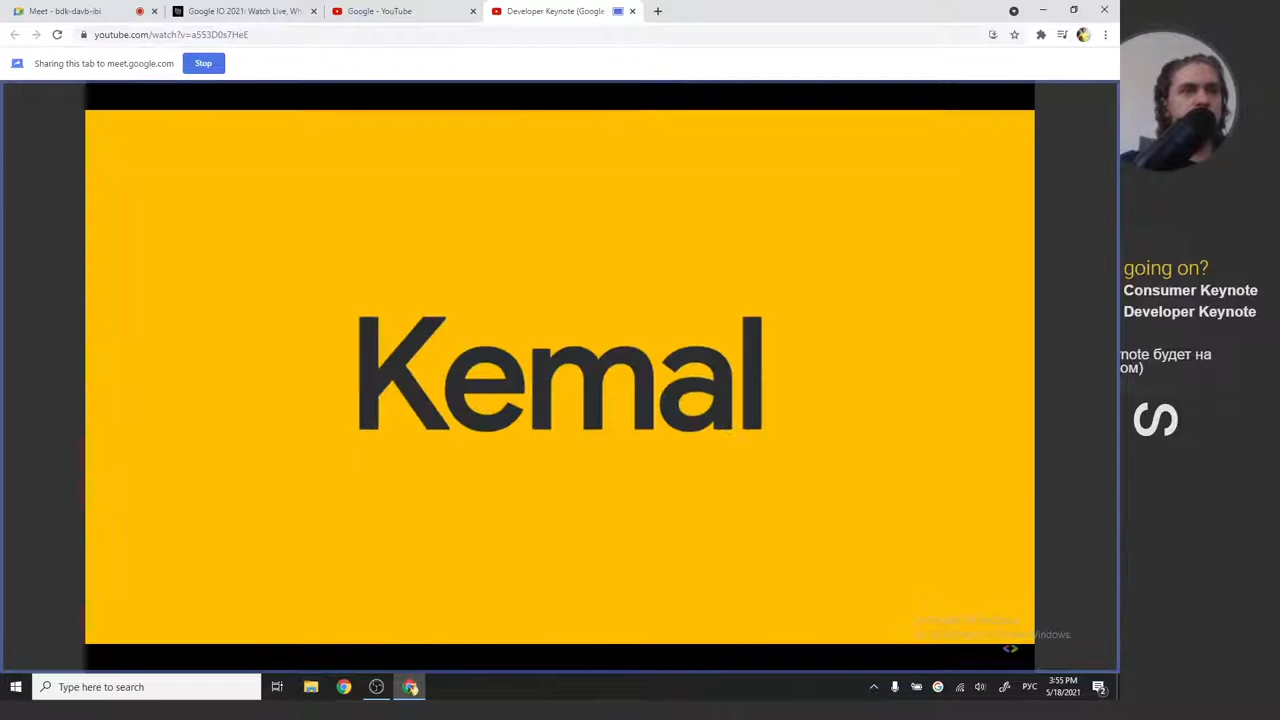 Meet - bdk-davb-ibi
Google IO 2021: Watch Live, Wh
Google - YouTube
Developer Keynote (Google
youtube.com/watch?v=a553D0s7HeE
Sharing this tab to meet.google.com
Stop
Kemal
going on?
Consumer Keynote
Developer Keynote
note будет на
ом)
S
Windows.
Type here to search
РУС
3:55 PM
5/18/2021
2